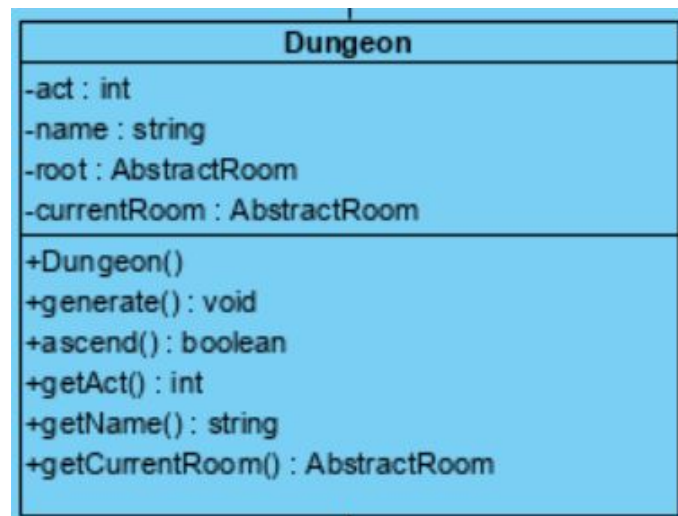 Dungeon
-act : int
-name : string
-root : AbstractRoom
-currentRoom : AbstractRoom
+Dungeon()
+generate() : void
+ascend() : boolean
+getAct() : int
+getName() : string
+getCurrentRoom() : AbstractRoom